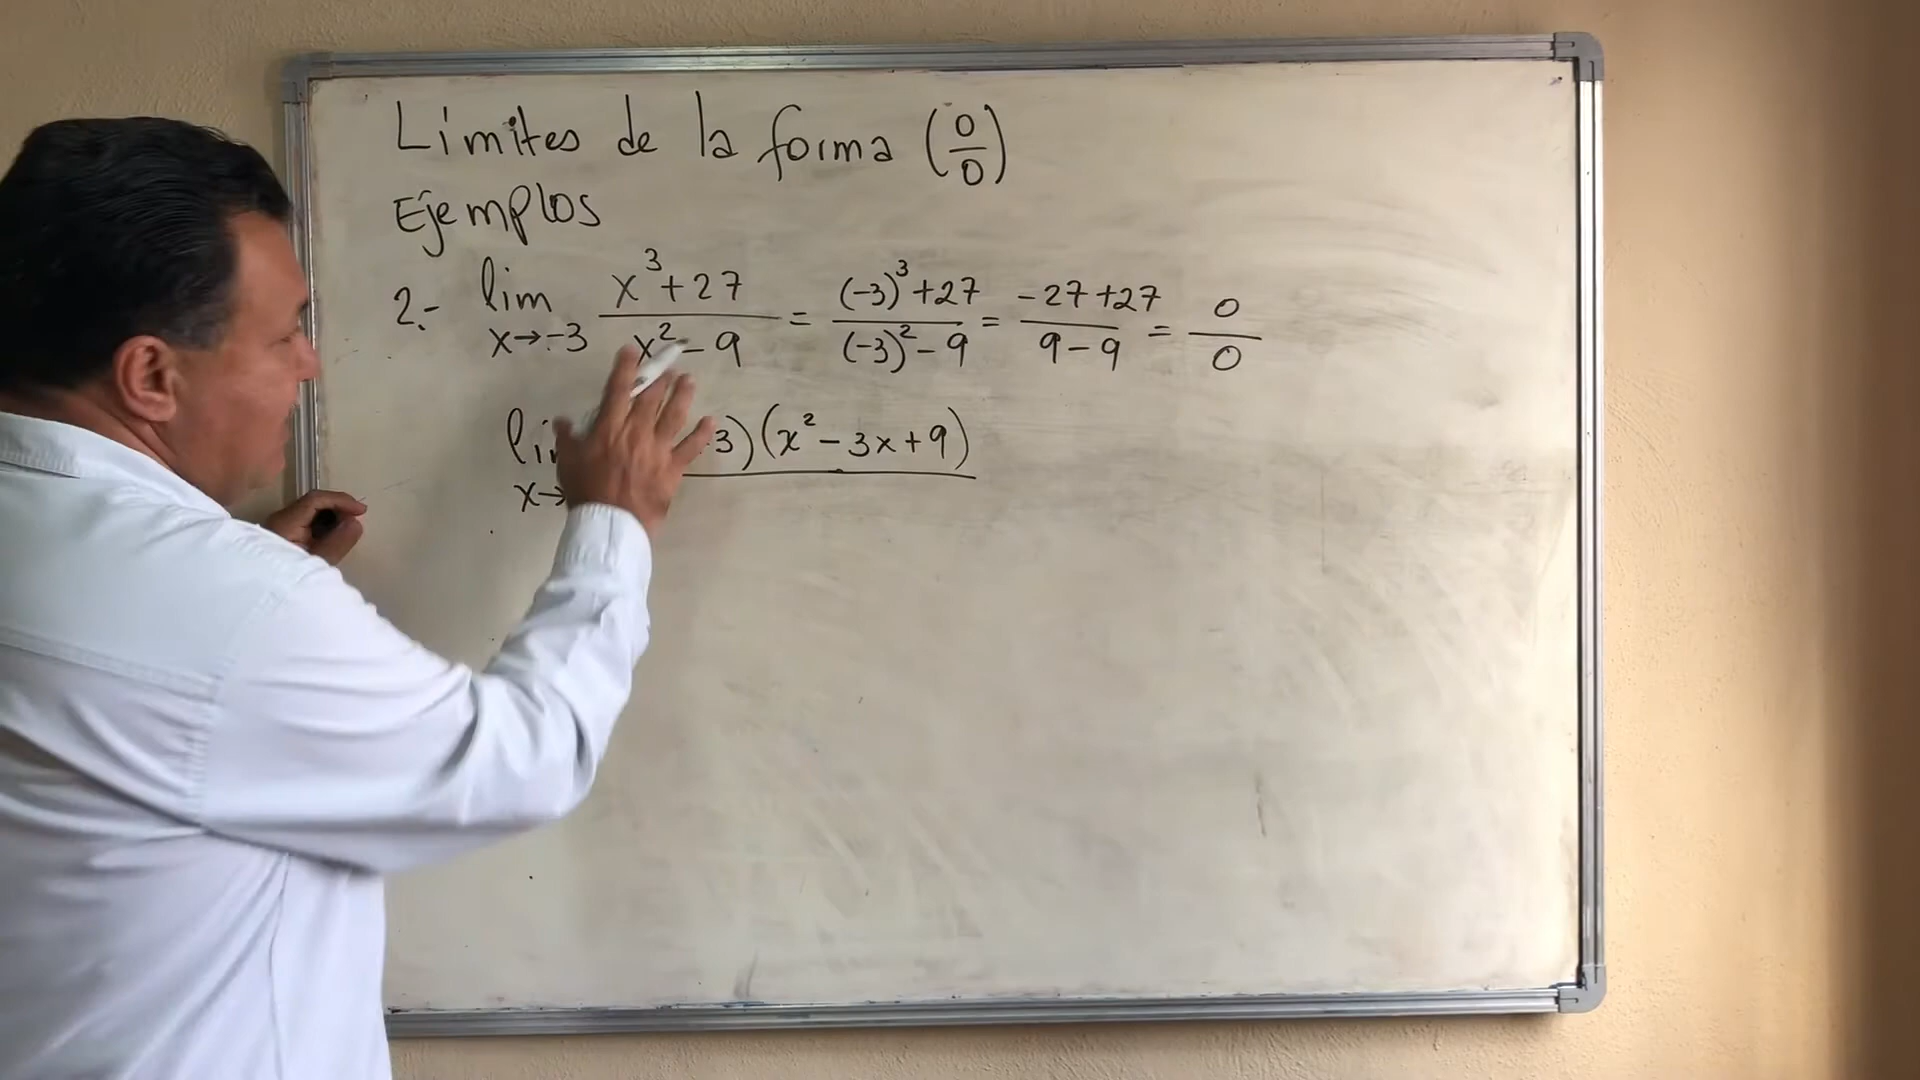 Limites de la forma (0/0)
Ejemplos
2.- lim x→-3 x³+27 / x²-9 = (-3)³+27 / (-3)²-9 = -27+27 / 9-9 = 0/0
x→ 3)(x²-3x+9)